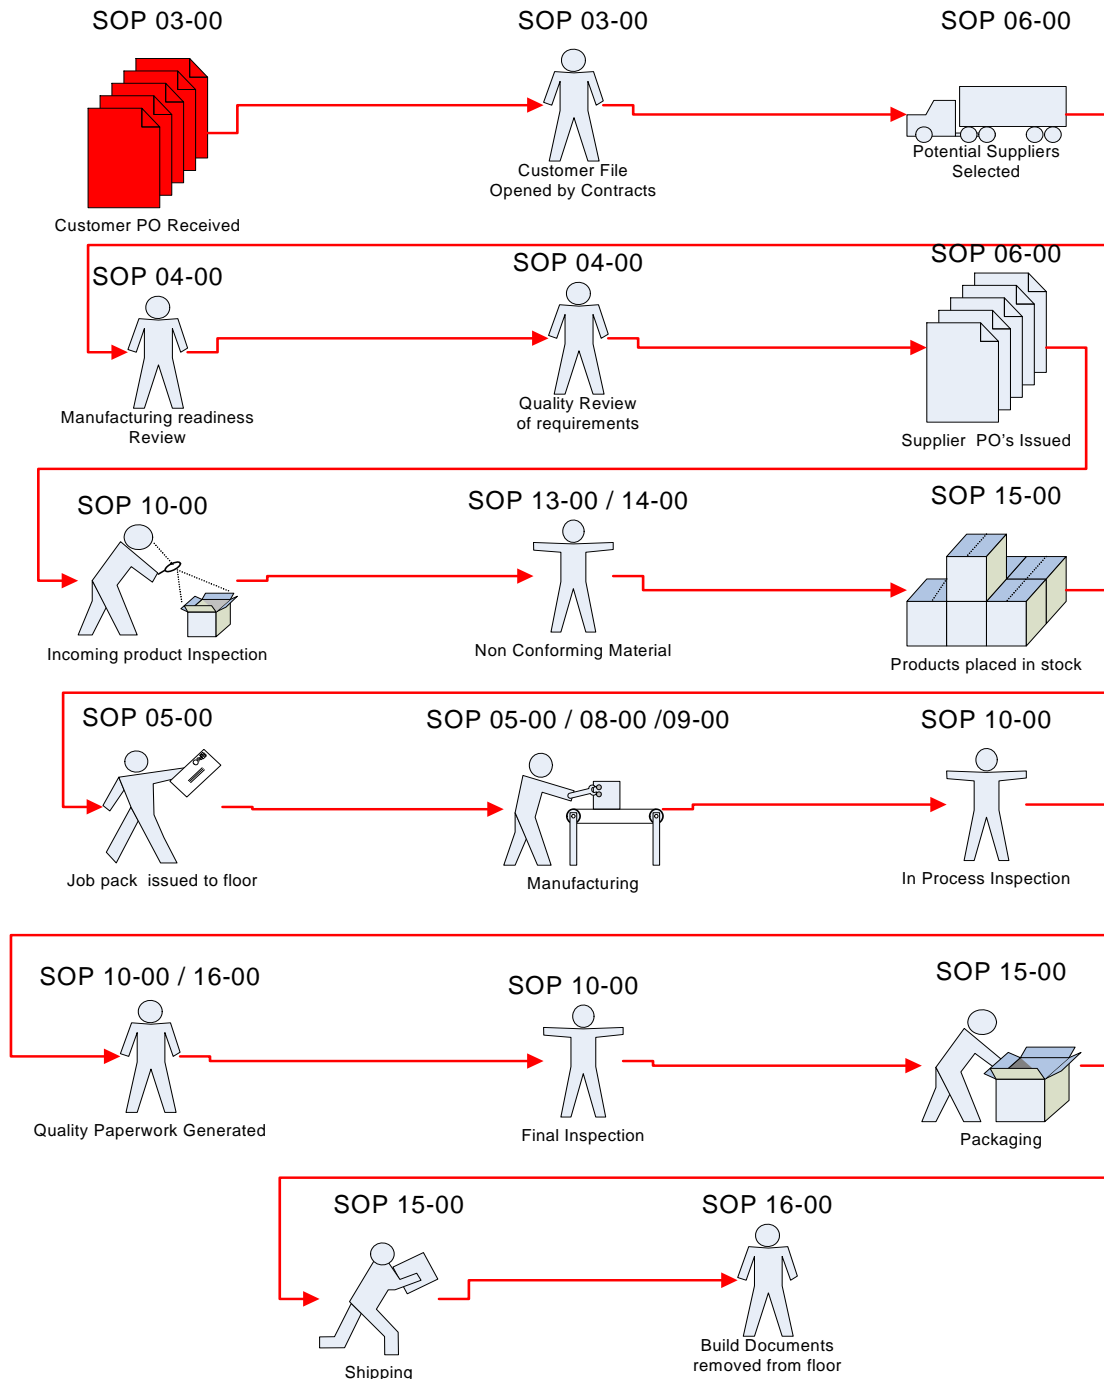 SOP 03-00
SOP 03-00
SOP 06-00
Customer PO Received
Customer File
Opened by Contracts
Potential Suppliers
Selected
SOP 04-00
SOP 04-00
SOP 06-00
Manufacturing readiness
Review
Quality Review
of requirements
Supplier PO's Issued
SOP 10-00
SOP 13-00 / 14-00
SOP 15-00
Incoming product Inspection
Non Conforming Material
Products placed in stock
SOP 05-00
SOP 05-00 / 08-00 /09-00
SOP 10-00
Job pack issued to floor
Manufacturing
In Process Inspection
SOP 10-00 / 16-00
SOP 10-00
SOP 15-00
Quality Paperwork Generated
Final Inspection
Packaging
SOP 15-00
SOP 16-00
Shipping
Build Documents
removed from floor